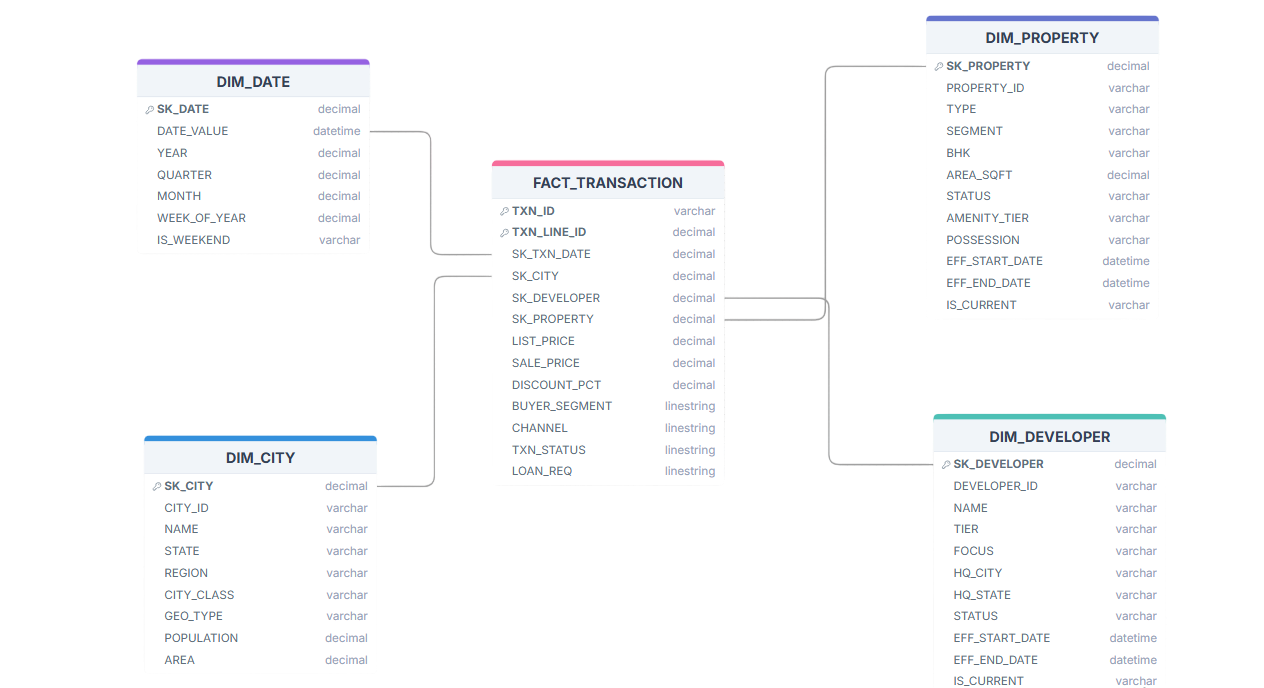 DIM_DATE
SK_DATE decimal
DATE_VALUE datetime
YEAR decimal
QUARTER decimal
MONTH decimal
WEEK_OF_YEAR decimal
IS_WEEKEND varchar
DIM_CITY
SK_CITY decimal
CITY_ID varchar
NAME varchar
STATE varchar
REGION varchar
CITY_CLASS varchar
GEO_TYPE varchar
POPULATION decimal
AREA decimal
FACT_TRANSACTION
TXN_ID varchar
TXN_LINE_ID decimal
SK_TXN_DATE decimal
SK_CITY decimal
SK_DEVELOPER decimal
SK_PROPERTY decimal
LIST_PRICE decimal
SALE_PRICE decimal
DISCOUNT_PCT decimal
BUYER_SEGMENT linestring
CHANNEL linestring
TXN_STATUS linestring
LOAN_REQ linestring
DIM_PROPERTY
SK_PROPERTY decimal
PROPERTY_ID varchar
TYPE varchar
SEGMENT varchar
BHK varchar
AREA_SQFT decimal
STATUS varchar
AMENITY_TIER varchar
POSSESSION varchar
EFF_START_DATE datetime
EFF_END_DATE datetime
IS_CURRENT varchar
DIM_DEVELOPER
SK_DEVELOPER decimal
DEVELOPER_ID varchar
NAME varchar
TIER varchar
FOCUS varchar
HQ_CITY varchar
HQ_STATE varchar
STATUS varchar
EFF_START_DATE datetime
EFF_END_DATE datetime
IS_CURRENT varchar